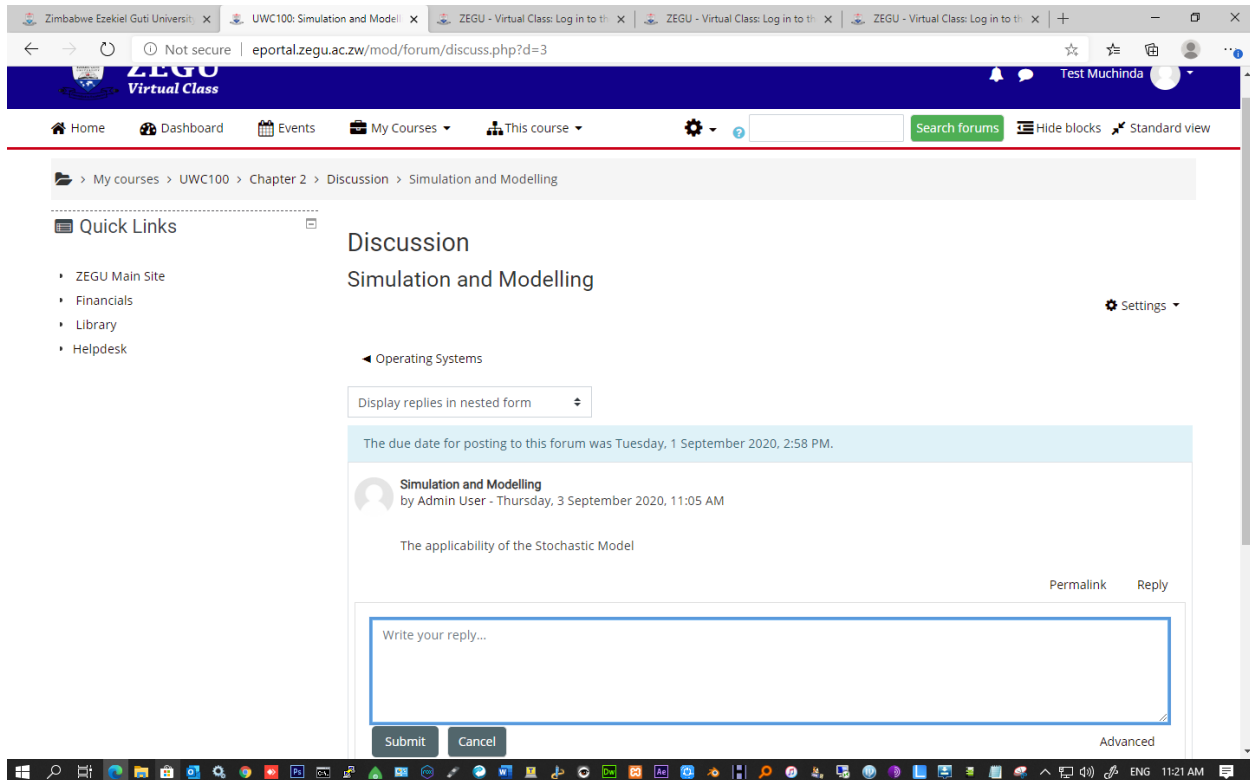 Zimbabwe Ezekiel Guti Universit
UWC100: Simulation and Modell
ZEGU - Virtual Class: Log in to th
ZEGU - Virtual Class: Log in to th
ZEGU - Virtual Class: Log in to th
Not secure | eportal.zegu.ac.zw/mod/forum/discuss.php?d=3
ZEGU
Virtual Class
Test Muchinda
Home Dashboard Events My Courses This course Search forums Hide blocks Standard view
> My courses > UWC100 > Chapter 2 > Discussion > Simulation and Modelling
Quick Links
ZEGU Main Site
Financials
Library
Helpdesk
Discussion
Simulation and Modelling
Settings
◄ Operating Systems
Display replies in nested form
The due date for posting to this forum was Tuesday, 1 September 2020, 2:58 PM.
Simulation and Modelling
by Admin User - Thursday, 3 September 2020, 11:05 AM
The applicability of the Stochastic Model
Permalink Reply
Write your reply...
Submit Cancel
Advanced
ENG 11:21 AM